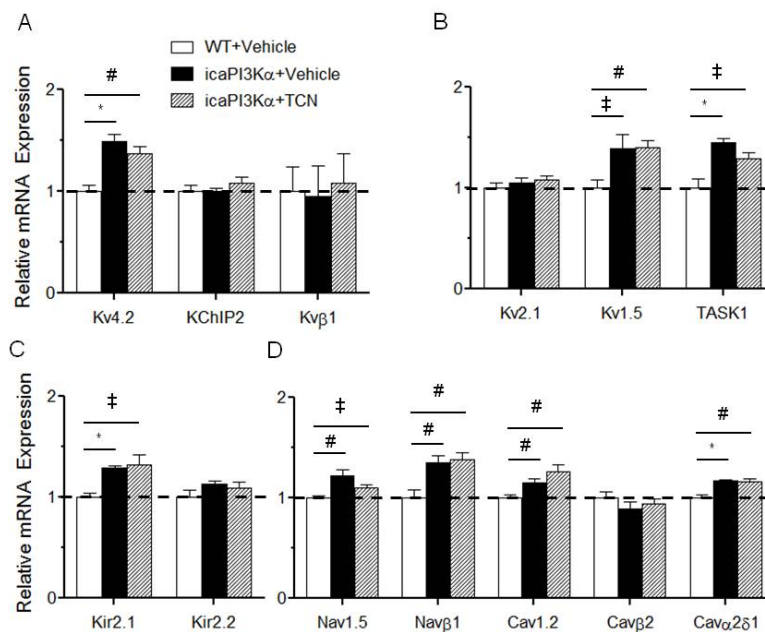 A
WT+Vehicle
icaPI3Kα+Vehicle
icaPI3Kα+TCN
Relative mRNA Expression
2
1
0
#
*
Kv4.2 KChIP2 Kvβ1
B
2
1
0
#
‡
‡
*
Kv2.1 Kv1.5 TASK1
C
Relative mRNA Expression
2
1
0
‡
*
Kir2.1 Kir2.2
D
2
1
0
‡
#
#
#
#
#
#
*
Nav1.5 Navβ1 Cav1.2 Cavβ2 Cavα2δ1